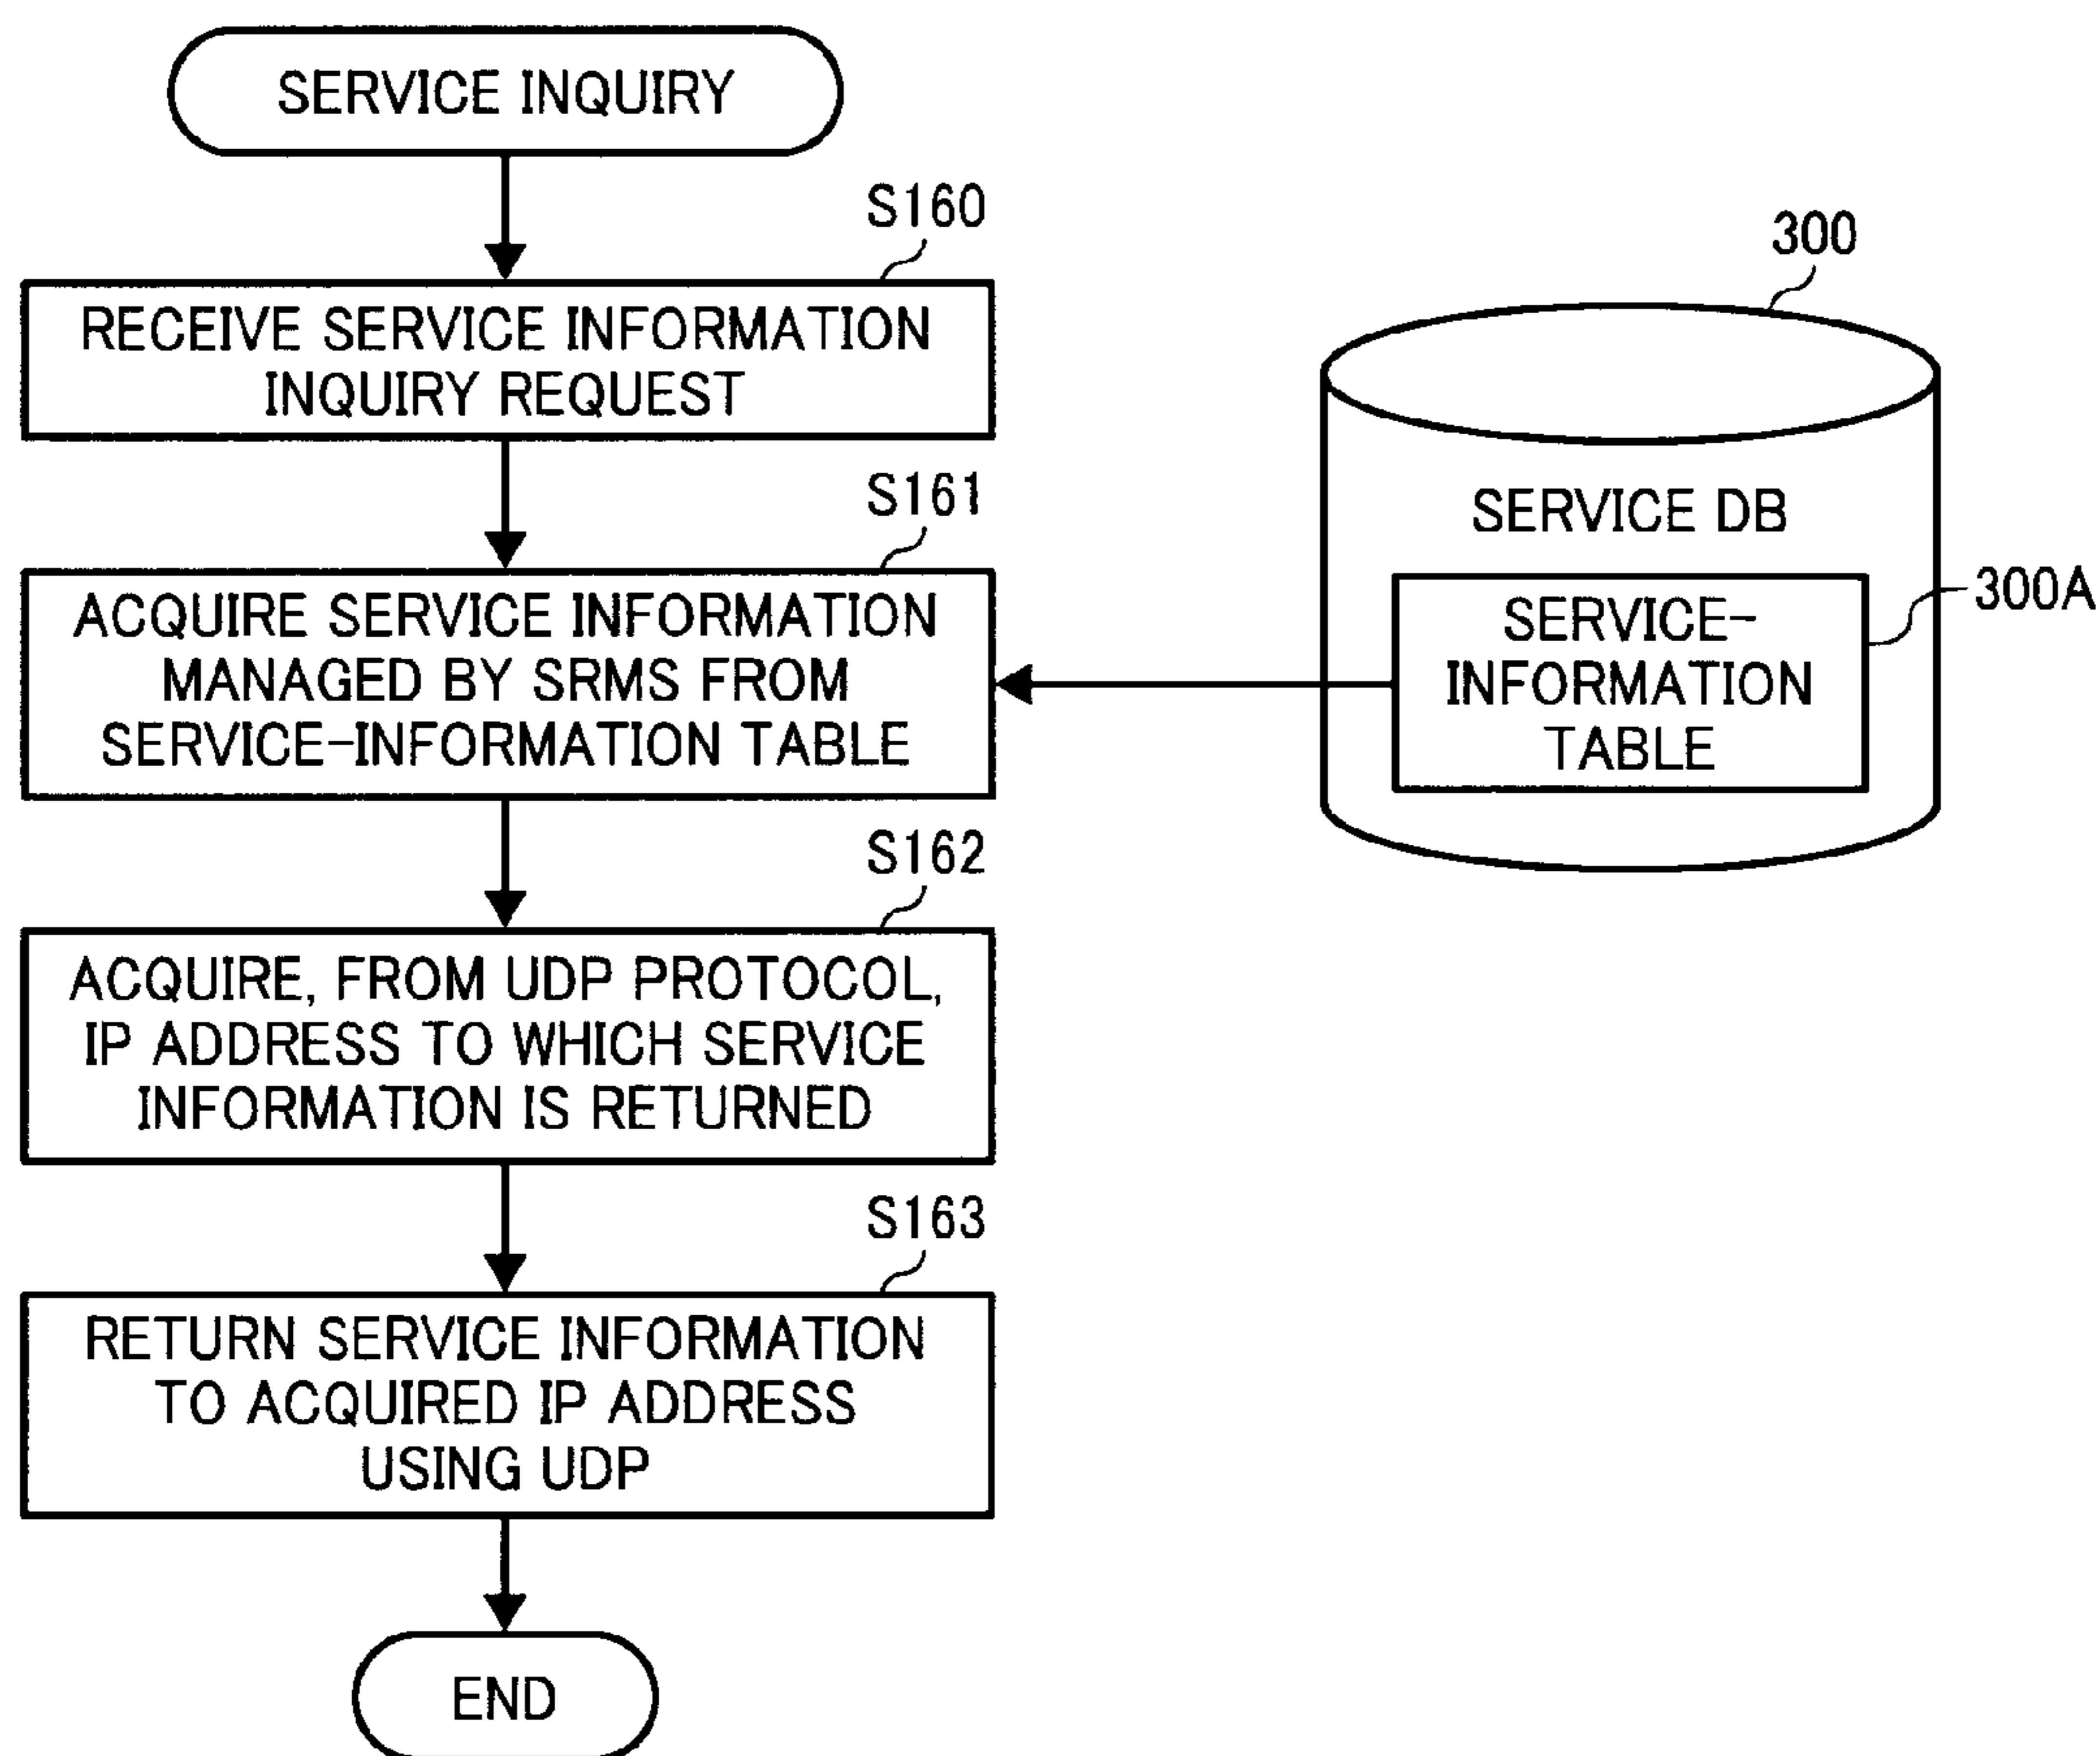 SERVICE INQUIRY
S160
RECEIVE SERVICE INFORMATION
INQUIRY REQUEST
S161
ACQUIRE SERVICE INFORMATION
MANAGED BY SRMS FROM
SERVICE-INFORMATION TABLE
300
SERVICE DB
300A
SERVICE-
INFORMATION
TABLE
S162
ACQUIRE, FROM UDP PROTOCOL,
IP ADDRESS TO WHICH SERVICE
INFORMATION IS RETURNED
S163
RETURN SERVICE INFORMATION
TO ACQUIRED IP ADDRESS
USING UDP
END